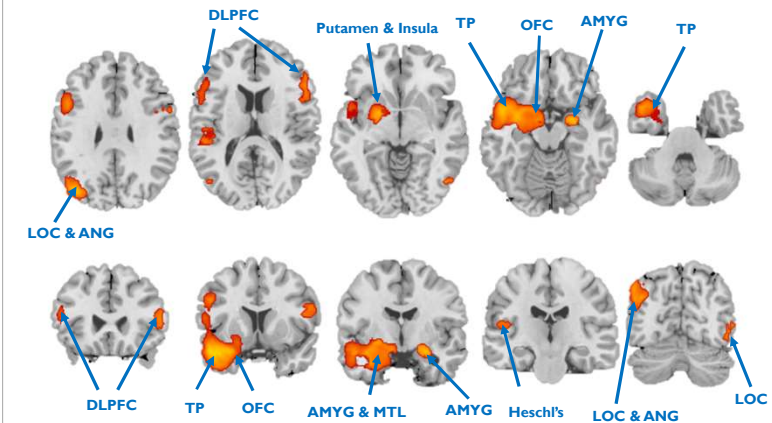 DLPFC
Putamen & Insula
TP
OFC
AMYG
TP
LOC & ANG
DLPFC
TP
OFC
AMYG & MTL
AMYG
Heschl's
LOC & ANG
LOC